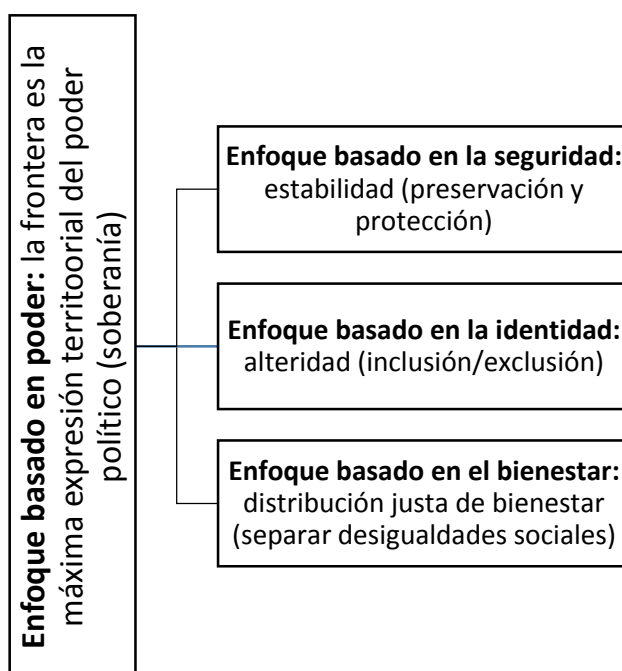 Enfoque basado en poder: la frontera es la
máxima expresión territoorial del poder
político (soberanía)
Enfoque basado en la seguridad:
estabilidad (preservación y
protección)
Enfoque basado en la identidad:
alteridad (inclusión/exclusión)
Enfoque basado en el bienestar:
distribución justa de bienestar
(separar desigualdades sociales)